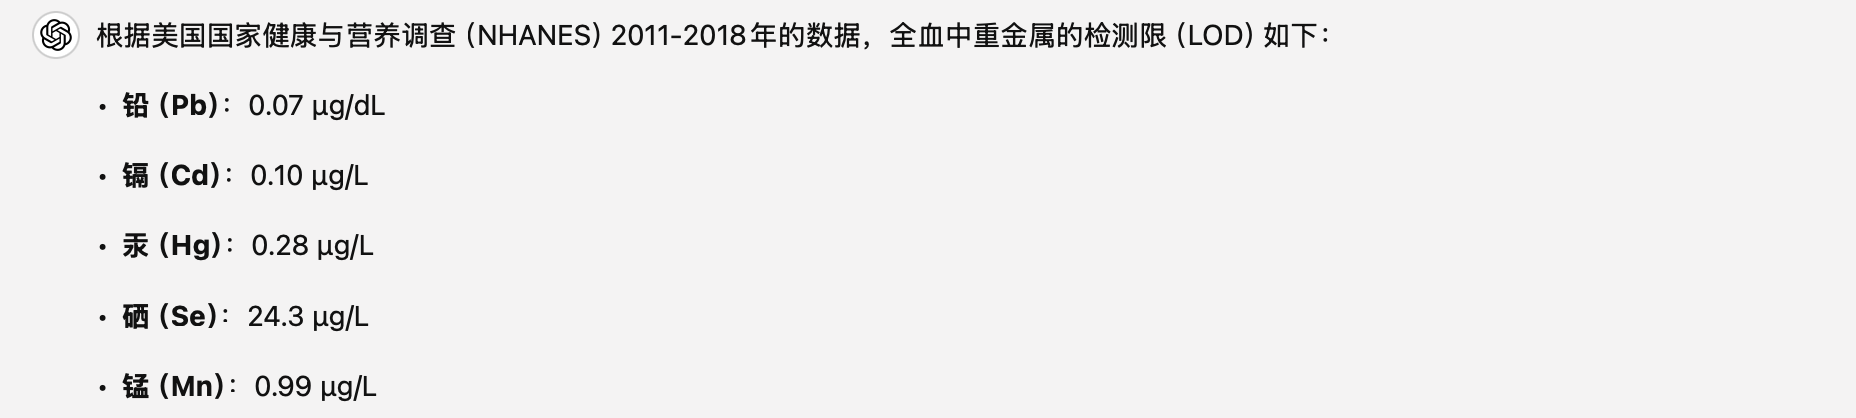 根据美国国家健康与营养调查（NHANES）2011-2018年的数据，全血中重金属的检测限（LOD）如下：
• 铅（Pb）：0.07 µg/dL
• 镉（Cd）：0.10 µg/L
• 汞（Hg）：0.28 µg/L
• 硒（Se）：24.3 µg/L
• 锰（Mn）：0.99 µg/L